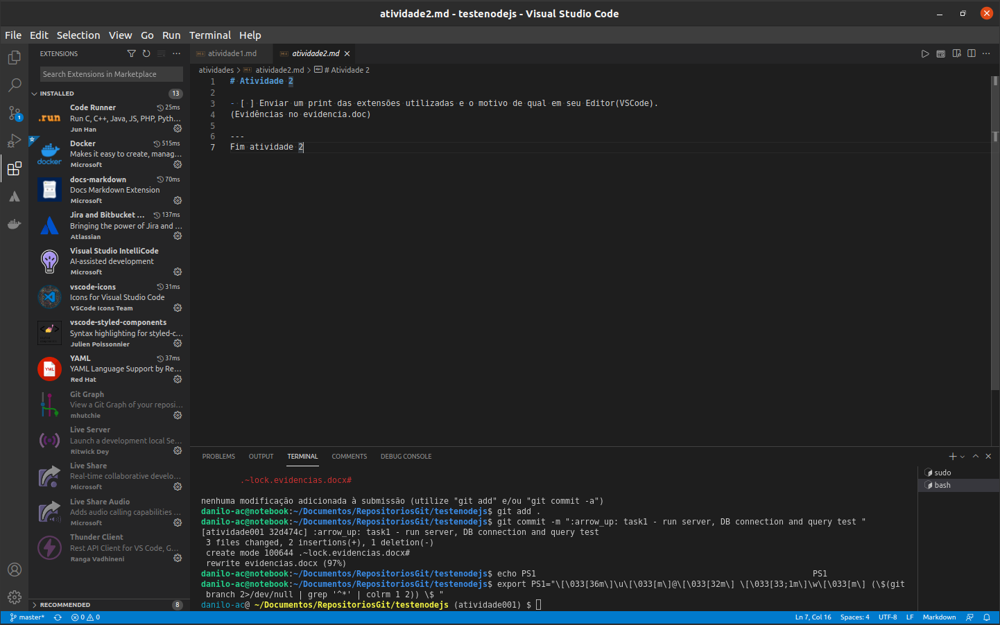 atividade2.md - testenodejs - Visual Studio Code
File Edit Selection View Go Run Terminal Help
EXTENSIONS
Search Extensions in Marketplace
INSTALLED 13
Code Runner 25ms
Run C, C++, Java, JS, PHP, Pyth...
Jun Han
Docker 515ms
Makes it easy to create, manag...
Microsoft
docs-markdown 70ms
Docs Markdown Extension
Microsoft
Jira and Bitbucket ... 137ms
Bringing the power of Jira and ...
Atlassian
Visual Studio IntelliCode
AI-assisted development
Microsoft
vscode-icons 31ms
Icons for Visual Studio Code
VSCode Icons Team
vscode-styled-components
Syntax highlighting for styled-c...
Julien Poissonnier
YAML 37ms
YAML Language Support by Re...
Red Hat
Git Graph
View a Git Graph of your reposi...
mhutchie
Live Server
Launch a development local Se...
Ritwick Dey
Live Share
Real-time collaborative develo...
Microsoft
Live Share Audio
Adds audio calling capabilities ...
Microsoft
Thunder Client
Rest API Client for VS Code, G...
Ranga Vadhineni
RECOMMENDED 8
.run
docker
YML
1
atividade1.md atividade2.md
atividades > atividade2.md > # Atividade 2
1 # Atividade 2
2
3 - [ ] Enviar um print das extensões utilizadas e o motivo de qual em seu Editor(VSCode).
4 (Evidências no evidencia.doc)
5
6 ---
7 Fim atividade 2
PROBLEMS OUTPUT TERMINAL COMMENTS DEBUG CONSOLE
sudo
bash
.~lock.evidencias.docx#
nenhuma modificação adicionada à submissão (utilize "git add" e/ou "git commit -a")
danilo-ac@notebook:~/Documentos/RepositoriosGit/testenodejs$ git add .
danilo-ac@notebook:~/Documentos/RepositoriosGit/testenodejs$ git commit -m ":arrow_up: task1 - run server, DB connection and query test "
[atividade001 32d474c] :arrow_up: task1 - run server, DB connection and query test
3 files changed, 2 insertions(+), 1 deletion(-)
create mode 100644 .~lock.evidencias.docx#
rewrite evidencias.docx (97%)
danilo-ac@notebook:~/Documentos/RepositoriosGit/testenodejs$ echo PS1 PS1
danilo-ac@notebook:~/Documentos/RepositoriosGit/testenodejs$ export PS1="\[\033[36m\]\u\[\033[m\]@\[\033[32m\] \[\033[33;1m\]\w\[\033[m\] (\$(git
branch 2>/dev/null | grep '^*' | colrm 1 2)) \$ "
danilo-ac@ ~/Documentos/RepositoriosGit/testenodejs (atividade001) $
master* 0 0 Ln 7, Col 16 Spaces: 4 UTF-8 LF Markdown